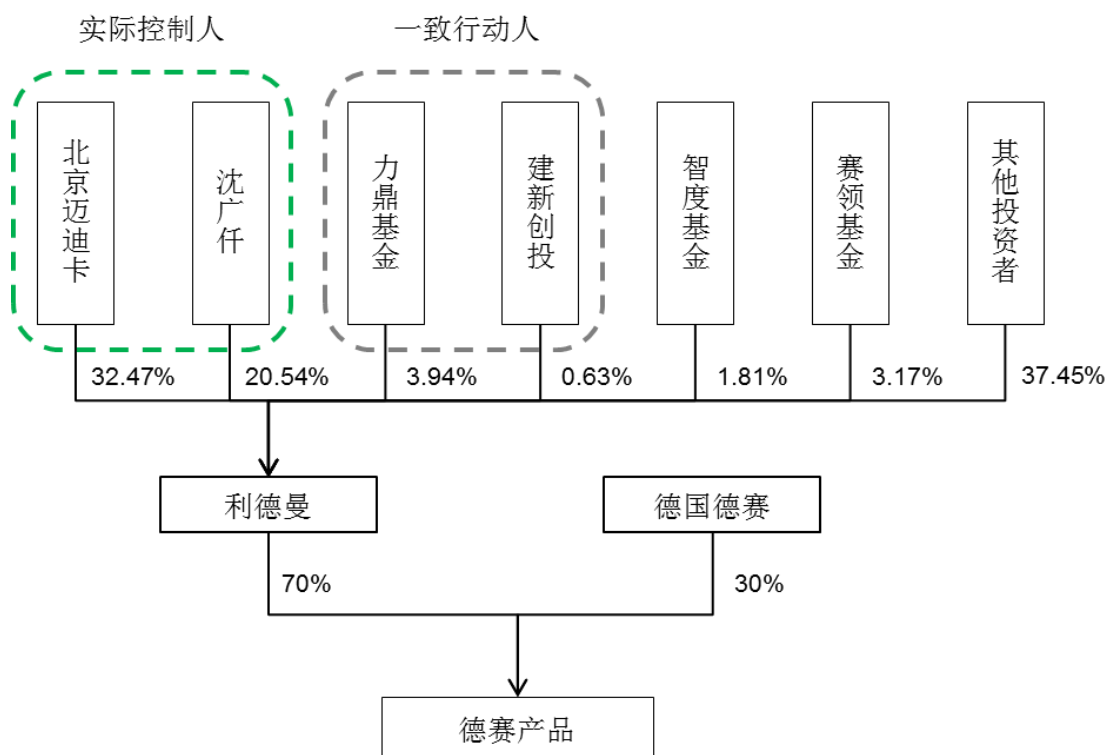 实际控制人
一致行动人
北京迈迪卡
沈广仟
力鼎基金
建新创投
智度基金
赛领基金
其他投资者
32.47%
20.54%
3.94%
0.63%
1.81%
3.17%
37.45%
利德曼
德国德赛
70%
30%
德赛产品